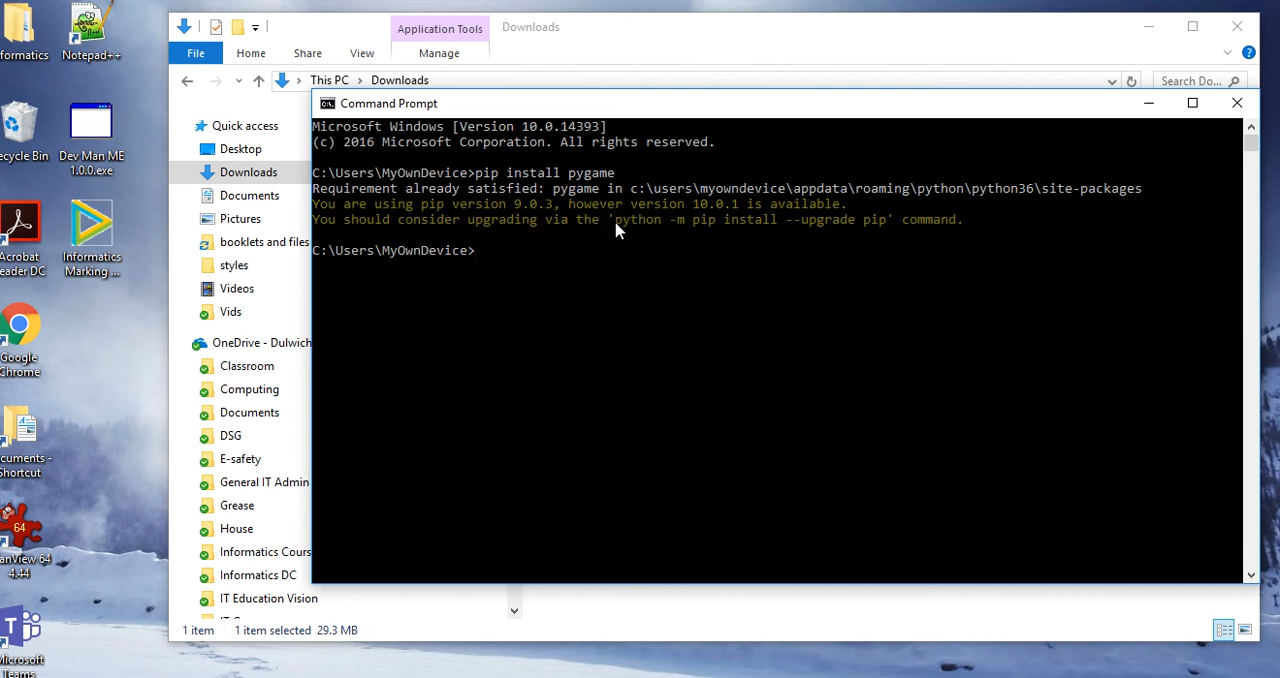 Application Tools
Downloads
File
Home
Share
View
Manage
This PC > Downloads
Search Do...
Command Prompt
Microsoft Windows [Version 10.0.14393]
(c) 2016 Microsoft Corporation. All rights reserved.
C:\Users\MyOwnDevice>pip install pygame
Requirement already satisfied: pygame in c:\users\myowndevice\appdata\roaming\python\python36\site-packages
You are using pip version 9.0.3, however version 10.0.1 is available.
You should consider upgrading via the 'python -m pip install --upgrade pip' command.
C:\Users\MyOwnDevice>
Quick access
Desktop
Downloads
Documents
Pictures
booklets and files
styles
Videos
Vids
OneDrive - Dulwich
Classroom
Computing
Documents
DSG
E-safety
General IT Admin
Grease
House
Informatics Cours
Informatics DC
IT Education Vision
1 item
1 item selected 29.3 MB
formatics
Notepad++
ecycle Bin
Dev Man ME
1.0.0.exe
Acrobat
eader DC
Informatics
Marking ...
Google
Chrome
cuments -
Shortcut
64
anView 64
4.44
Microsoft
Teams